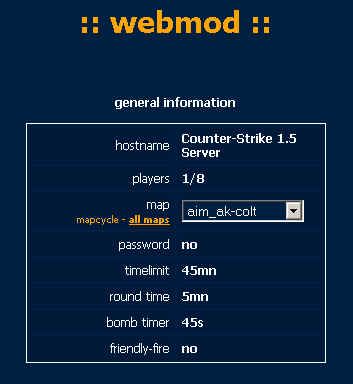 :: webmod ::
general information
hostname Counter-Strike 1.5
Server
players 1/8
map aim_ak-colt
mapcycle - all maps
password no
timelimit 45mn
round time 5mn
bomb timer 45s
friendly-fire no